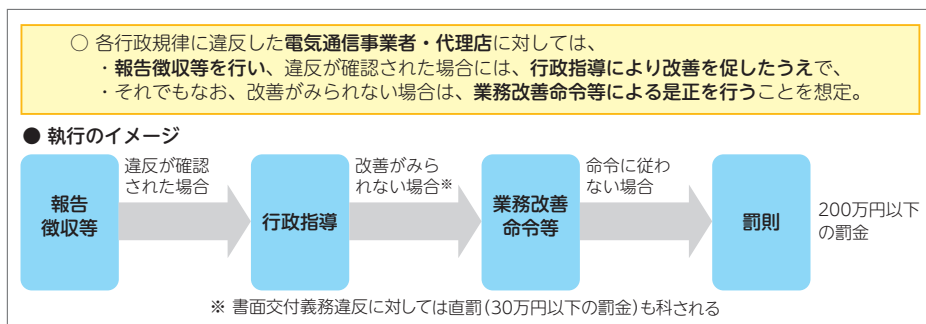 ○ 各行政規律に違反した電気通信事業者・代理店に対しては、
・報告徴収等を行い、違反が確認された場合には、行政指導により改善を促したうえで、
・それでもなお、改善がみられない場合は、業務改善命令等による是正を行うことを想定。
● 執行のイメージ
報告
徴収等
違反が確認
された場合
行政指導
改善がみら
れない場合※
業務改善
命令等
命令に従わ
ない場合
罰則
200万円以下
の罰金
※ 書面交付義務違反に対しては直罰(30万円以下の罰金)も科される